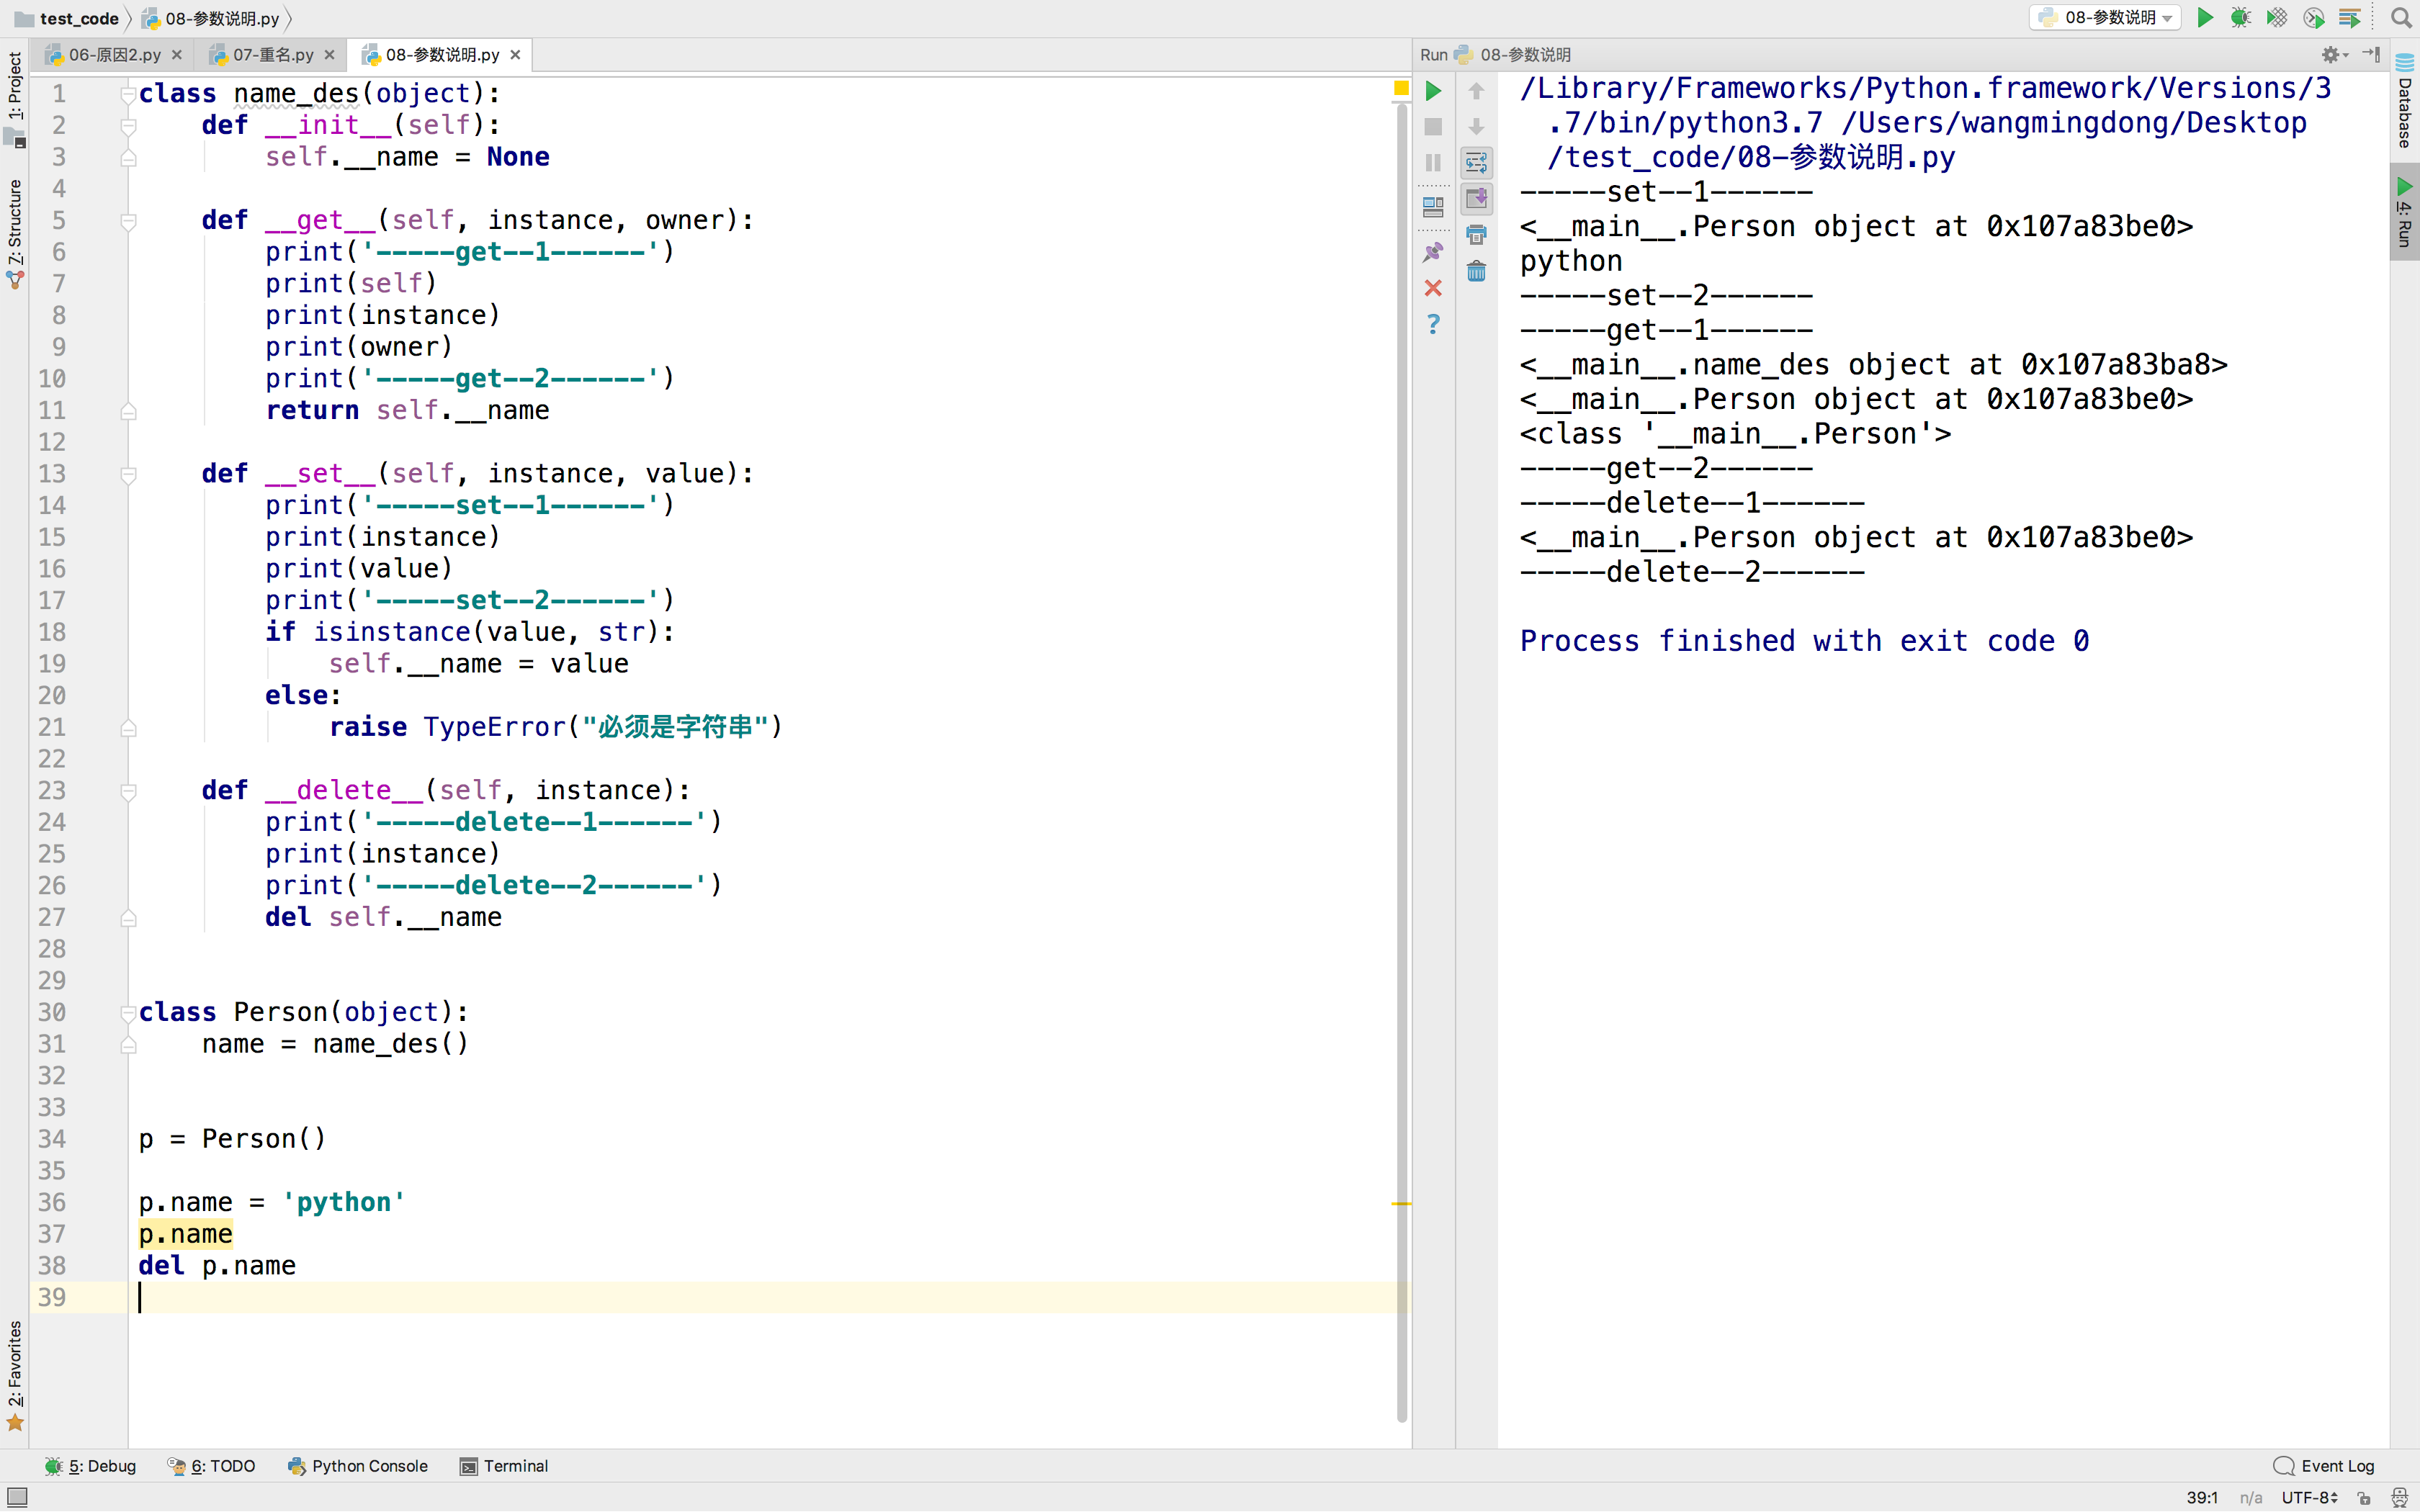 test_code 08-参数说明.py 08-参数说明
06-原因2.py 07-重名.py 08-参数说明.py
1: Project
7: Structure
2: Favorites
1 class name_des(object):
2     def __init__(self):
3         self.__name = None
4
5     def __get__(self, instance, owner):
6         print('-----get--1------')
7         print(self)
8         print(instance)
9         print(owner)
10         print('-----get--2------')
11         return self.__name
12
13     def __set__(self, instance, value):
14         print('-----set--1------')
15         print(instance)
16         print(value)
17         print('-----set--2------')
18         if isinstance(value, str):
19             self.__name = value
20         else:
21             raise TypeError("必须是字符串")
22
23     def __delete__(self, instance):
24         print('-----delete--1------')
25         print(instance)
26         print('-----delete--2------')
27         del self.__name
28
29
30 class Person(object):
31     name = name_des()
32
33
34 p = Person()
35
36 p.name = 'python'
37 p.name
38 del p.name
39
Run 08-参数说明
/Library/Frameworks/Python.framework/Versions/3
.7/bin/python3.7 /Users/wangmingdong/Desktop
/test_code/08-参数说明.py
-----set--1------
<__main__.Person object at 0x107a83be0>
python
-----set--2------
-----get--1------
<__main__.name_des object at 0x107a83ba8>
<__main__.Person object at 0x107a83be0>
<class '__main__.Person'>
-----get--2------
-----delete--1------
<__main__.Person object at 0x107a83be0>
-----delete--2------
Process finished with exit code 0
Database
4: Run
5: Debug 6: TODO Python Console Terminal Event Log
39:1 n/a UTF-8